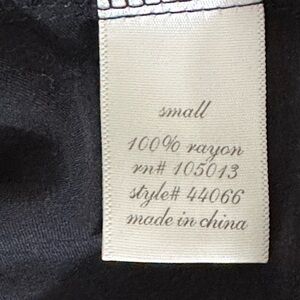 small
100% rayon
rn# 105013
style# 44066
made in china